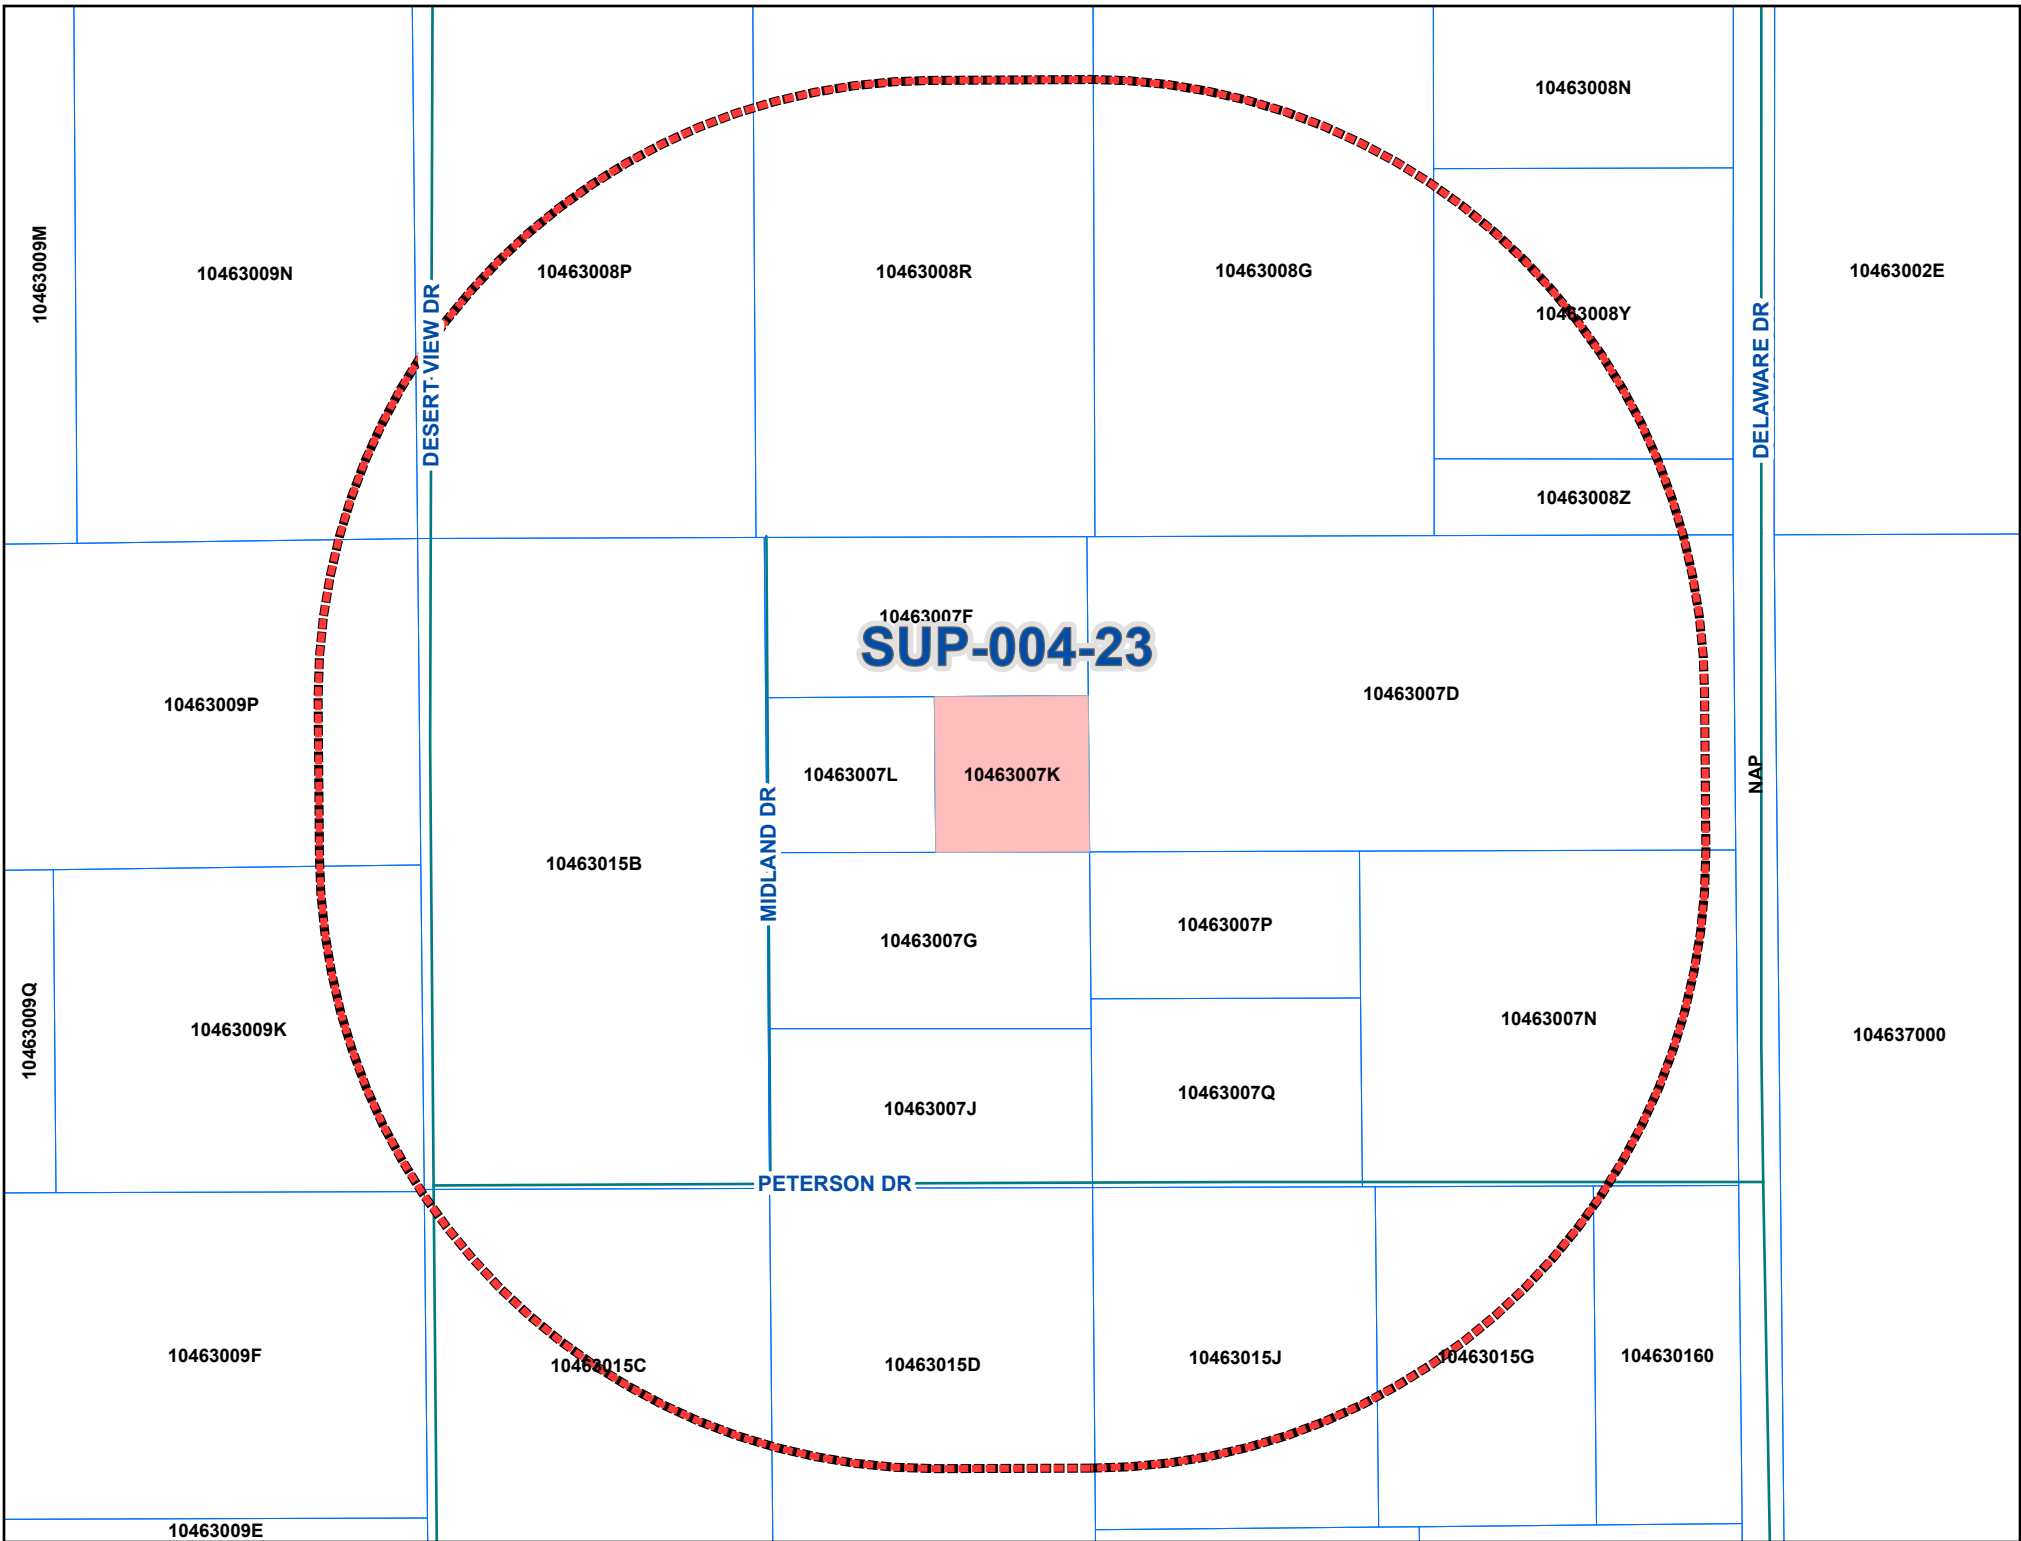 10463008N
10463009M
10463009N
DESERT VIEW DR
10463008P
10463008R
10463008G
10463008Y
DELAWARE DR
10463002E
10463008Z
10463007F
SUP-004-23
10463009P
10463007D
10463007L
10463007K
NAP
MIDLAND DR
10463015B
10463007G
10463007P
10463009Q
10463009K
10463007N
104637000
10463007J
10463007Q
PETERSON DR
10463009F
10463015C
10463015D
10463015J
10463015G
104630160
10463009E